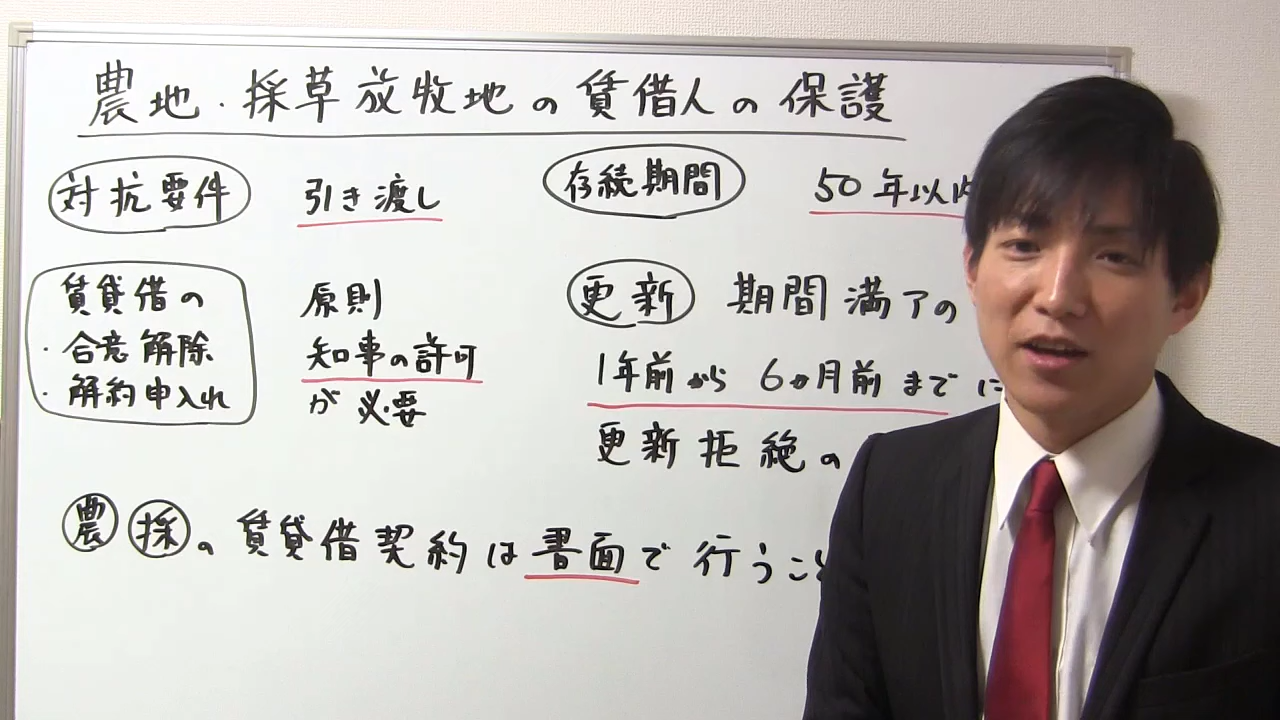 農地・採草放牧地の賃借人の保護
対抗要件 引き渡し
存続期間 50年以内
賃貸借の
・合意解除
・解約申入れ
原則
知事の許可
が必要
更新 期間満了の
1年前から6ヵ月前までに
更新拒絶の
農 採の賃貸借契約は書面で行うこと